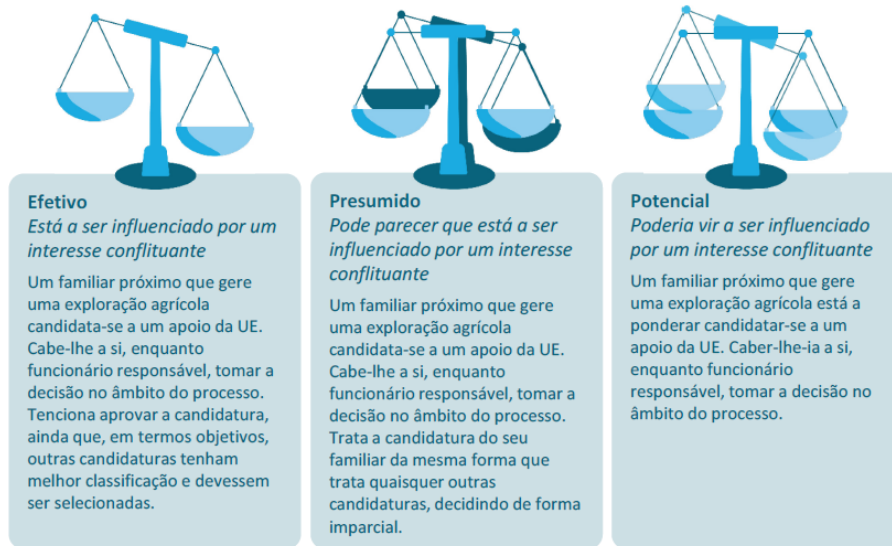 Efetivo
Está a ser influenciado por um
interesse conflituante
Um familiar próximo que gere
uma exploração agrícola
candidata-se a um apoio da UE.
Cabe-lhe a si, enquanto
funcionário responsável, tomar a
decisão no âmbito do processo.
Tenciona aprovar a candidatura,
ainda que, em termos objetivos,
outras candidaturas tenham
melhor classificação e devessem
ser selecionadas.
Presumido
Pode parecer que está a ser
influenciado por um interesse
conflituante
Um familiar próximo que gere
uma exploração agrícola
candidata-se a um apoio da UE.
Cabe-lhe a si, enquanto
funcionário responsável, tomar a
decisão no âmbito do processo.
Trata a candidatura do seu
familiar da mesma forma que
trata quaisquer outras
candidaturas, decidindo de forma
imparcial.
Potencial
Poderia vir a ser influenciado
por um interesse conflituante
Um familiar próximo que gere
uma exploração agrícola está a
ponderar candidatar-se a um
apoio da UE. Caber-lhe-ia a si,
enquanto funcionário
responsável, tomar a decisão no
âmbito do processo.